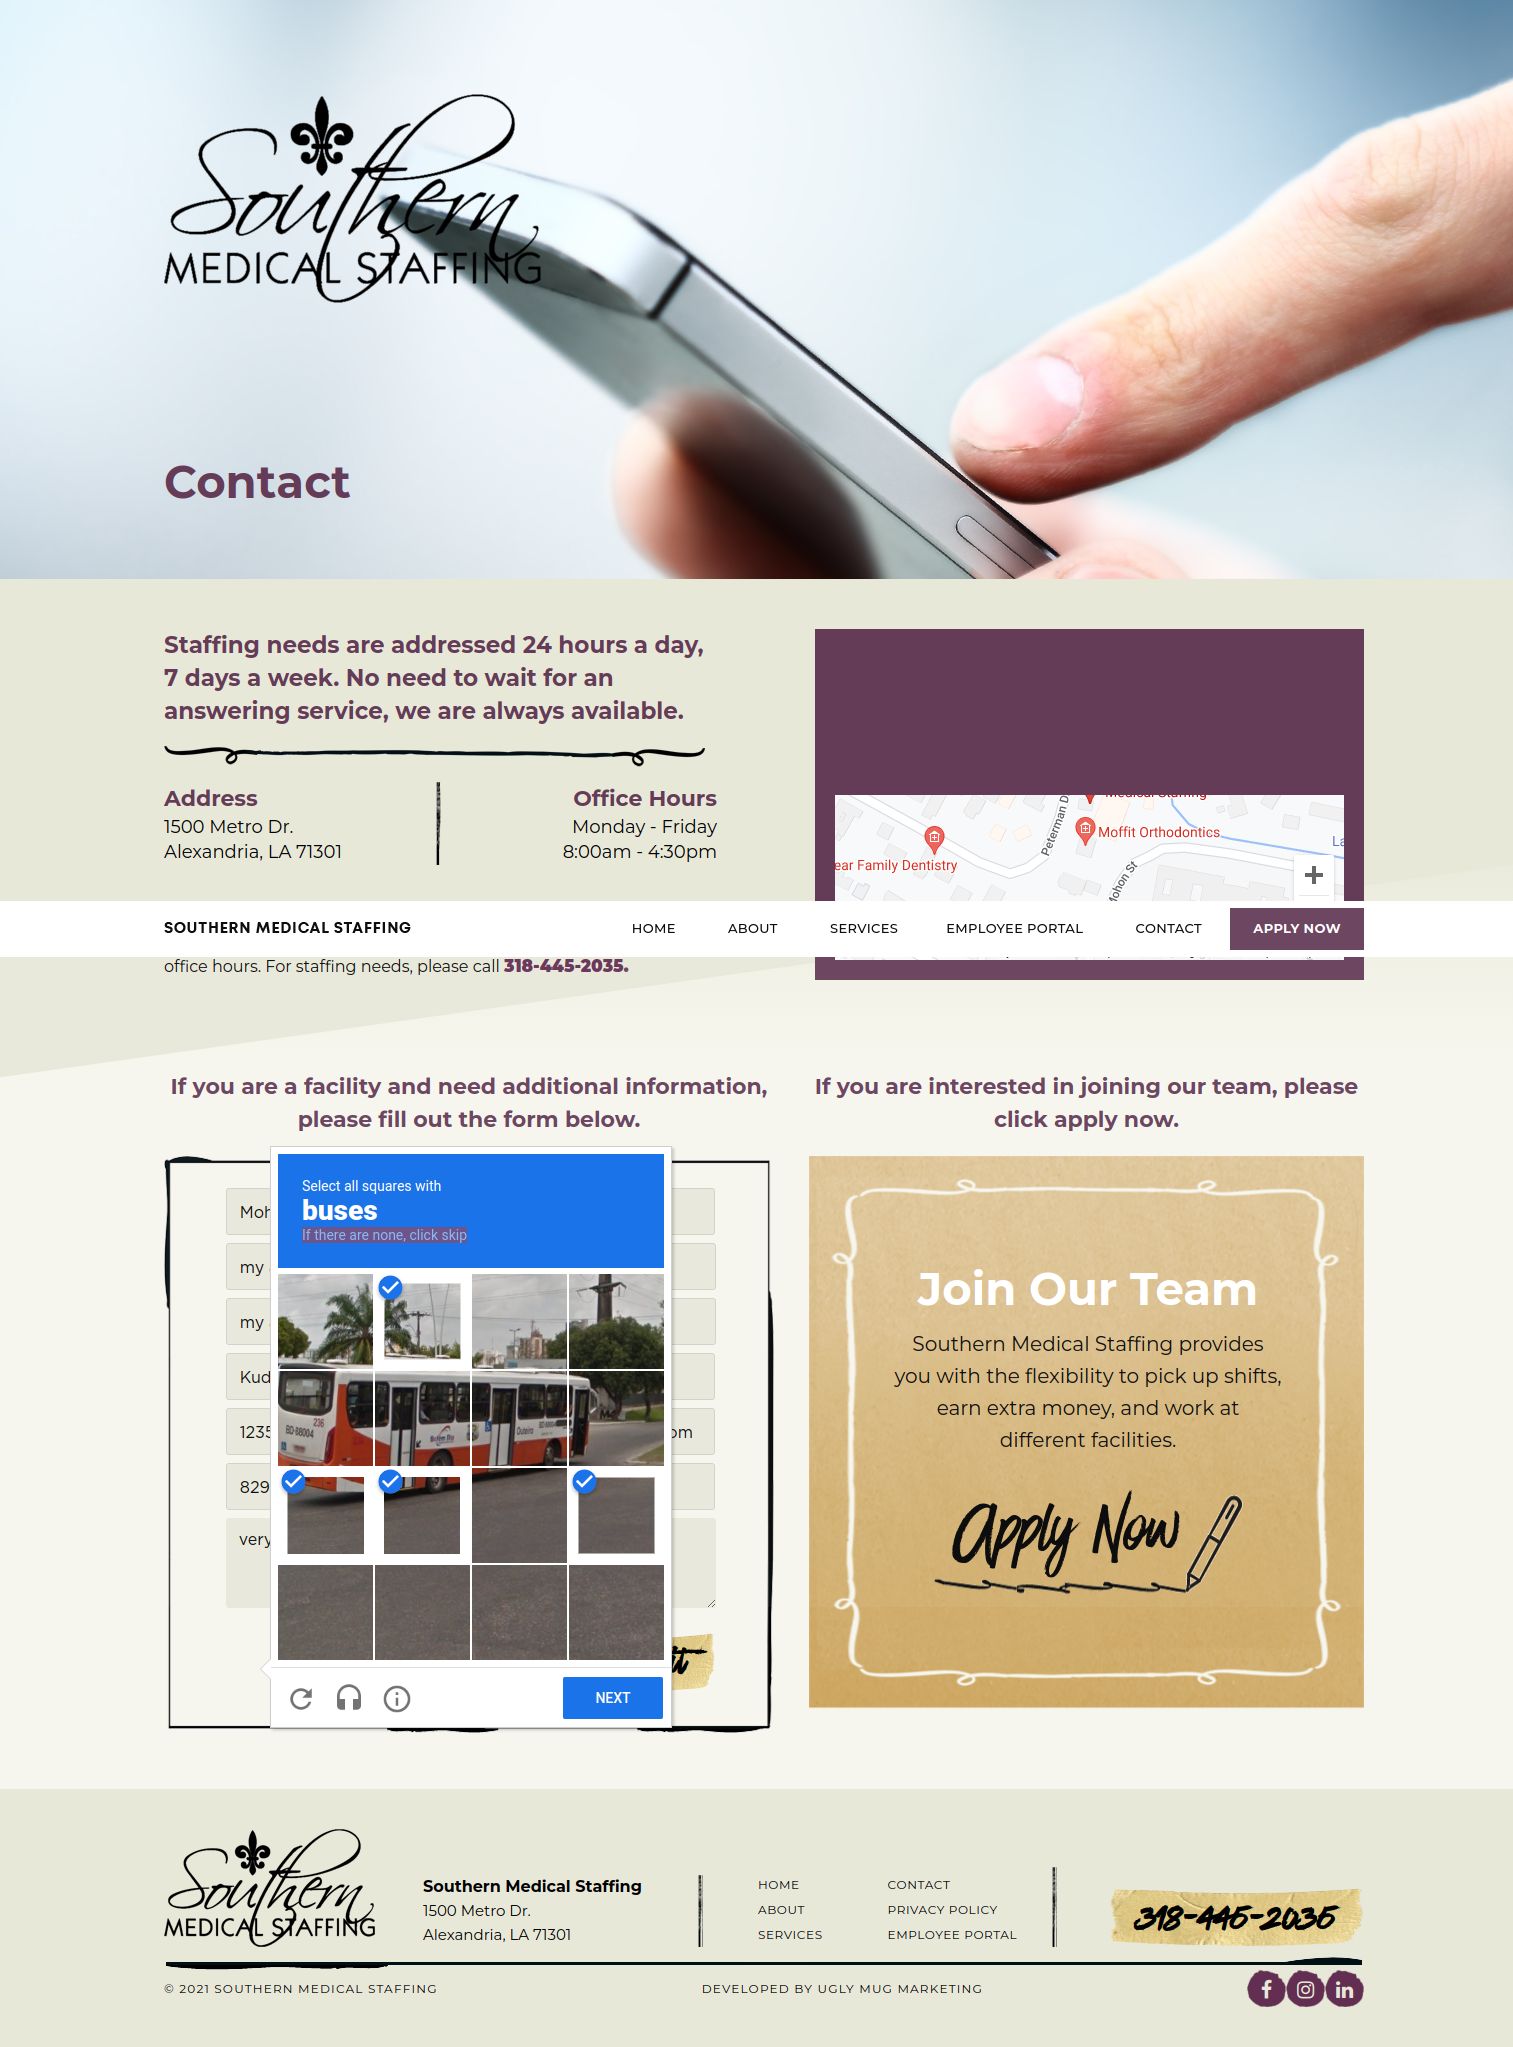 Southern
MEDICAL STAFFING
Contact
Staffing needs are addressed 24 hours a day,
7 days a week. No need to wait for an
answering service, we are always available.
Address
1500 Metro Dr.
Alexandria, LA 71301
Office Hours
Monday - Friday
8:00am - 4:30pm
Medical Staffing
Peterman D
Moffit Orthodontics
La
ear Family Dentistry
Mohon St
SOUTHERN MEDICAL STAFFING
HOME
ABOUT
SERVICES
EMPLOYEE PORTAL
CONTACT
APPLY NOW
office hours. For staffing needs, please call 318-445-2035.
If you are a facility and need additional information,
please fill out the form below.
Moh
my
my
Kud
1235
om
829
very
Select all squares with
buses
If there are none, click skip
236
BD-88004
Outeiro
NEXT
If you are interested in joining our team, please
click apply now.
Join Our Team
Southern Medical Staffing provides
you with the flexibility to pick up shifts,
earn extra money, and work at
different facilities.
Apply Now
Southern
MEDICAL STAFFING
Southern Medical Staffing
1500 Metro Dr.
Alexandria, LA 71301
HOME
ABOUT
SERVICES
CONTACT
PRIVACY POLICY
EMPLOYEE PORTAL
318-445-2035
© 2021 SOUTHERN MEDICAL STAFFING
DEVELOPED BY UGLY MUG MARKETING